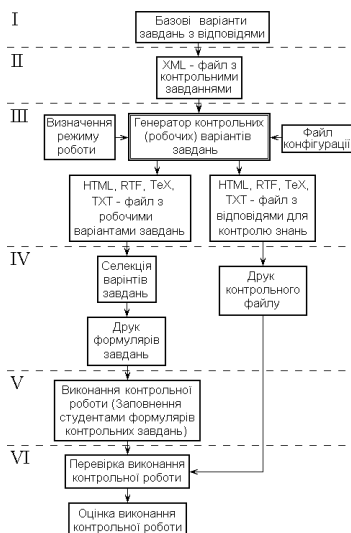 I
Базові варіанти
завдань з відповідями
II
XML - файл з
контрольними
завданнями
III
Визначення
режиму
роботи
Генератор контрольних
(робочих) варіантів
завдань
Файл
конфігурації
HTML, RTF, TeX,
TXT - файл з
робочими
варіантами завдань
HTML, RTF, TeX,
TXT - файл з
відповідями для
контролю знань
IV
Селекція
варінтів
завдань
Друк
контрольного
файлу
Друк
формулярів
завдань
V
Виконання контрольної
роботи (Заповнення
студентами формулярів
контрольних завдань)
VI
Перевірка виконання
контрольної роботи
Оцінка виконання
контрольної роботи